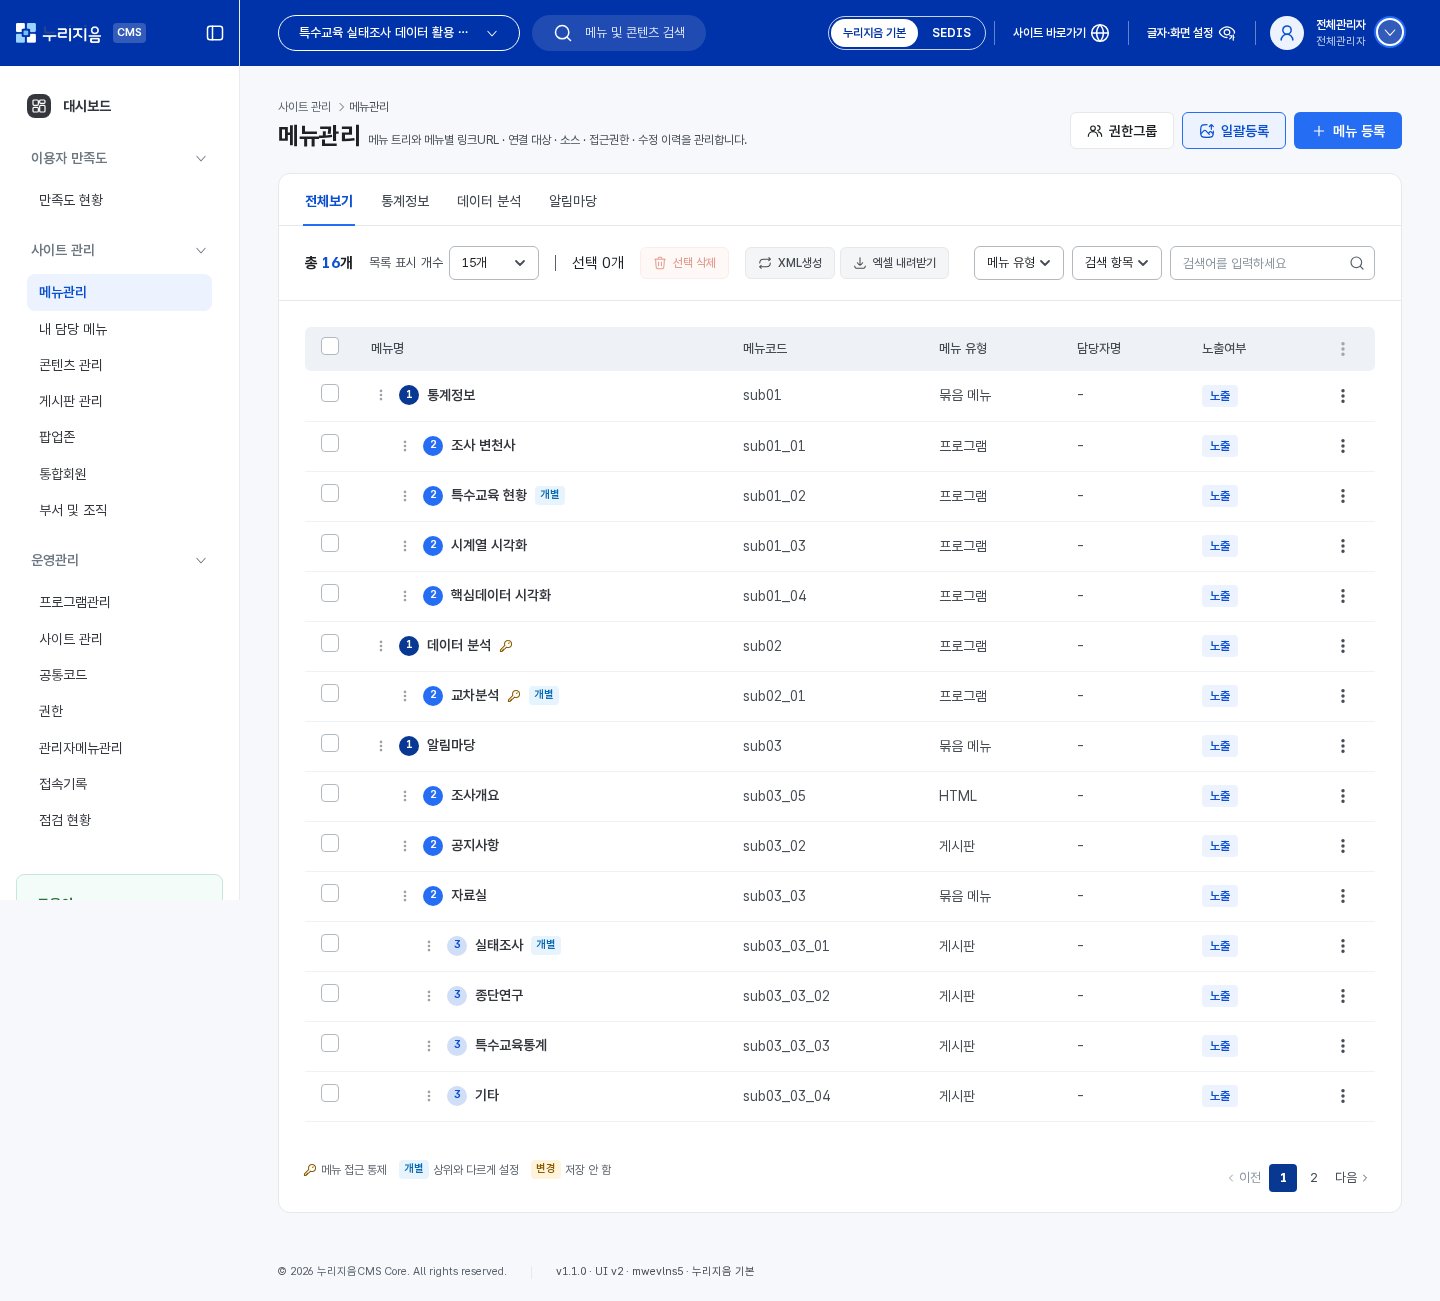 누리지음 CMS
특수교육 실태조사 데이터 활용 ···
메뉴 및 콘텐츠 검색
누리지음 기본 SEDIS
사이트 바로가기
글자·화면 설정
전체관리자
전체관리자
대시보드
이용자 만족도
만족도 현황
사이트 관리
메뉴관리
내 담당 메뉴
콘텐츠 관리
게시판 관리
팝업존
통합회원
부서 및 조직
운영관리
프로그램관리
사이트 관리
공통코드
권한
관리자메뉴관리
접속기록
점검 현황
사이트 관리 > 메뉴관리
메뉴관리 메뉴 트리와 메뉴별 링크URL · 연결 대상 · 소스 · 접근권한 · 수정 이력을 관리합니다.
권한그룹
일괄등록
메뉴 등록
전체보기 통계정보 데이터 분석 알림마당
총 16개 목록 표시 개수 15개 선택 0개 선택 삭제 XML생성 엑셀 내려받기 메뉴 유형 검색 항목 검색어를 입력하세요
메뉴명 메뉴코드 메뉴 유형 담당자명 노출여부
1 통계정보 sub01 묶음 메뉴 - 노출
2 조사 변천사 sub01_01 프로그램 - 노출
2 특수교육 현황 개별 sub01_02 프로그램 - 노출
2 시계열 시각화 sub01_03 프로그램 - 노출
2 핵심데이터 시각화 sub01_04 프로그램 - 노출
1 데이터 분석 sub02 프로그램 - 노출
2 교차분석 개별 sub02_01 프로그램 - 노출
1 알림마당 sub03 묶음 메뉴 - 노출
2 조사개요 sub03_05 HTML - 노출
2 공지사항 sub03_02 게시판 - 노출
2 자료실 sub03_03 묶음 메뉴 - 노출
3 실태조사 개별 sub03_03_01 게시판 - 노출
3 종단연구 sub03_03_02 게시판 - 노출
3 특수교육통계 sub03_03_03 게시판 - 노출
3 기타 sub03_03_04 게시판 - 노출
메뉴 접근 통제 개별 상위와 다르게 설정 변경 저장 안 함
이전 1 2 다음
© 2026 누리지음CMS Core. All rights reserved.
v1.1.0 · UI v2 · mwevlns5 · 누리지음 기본